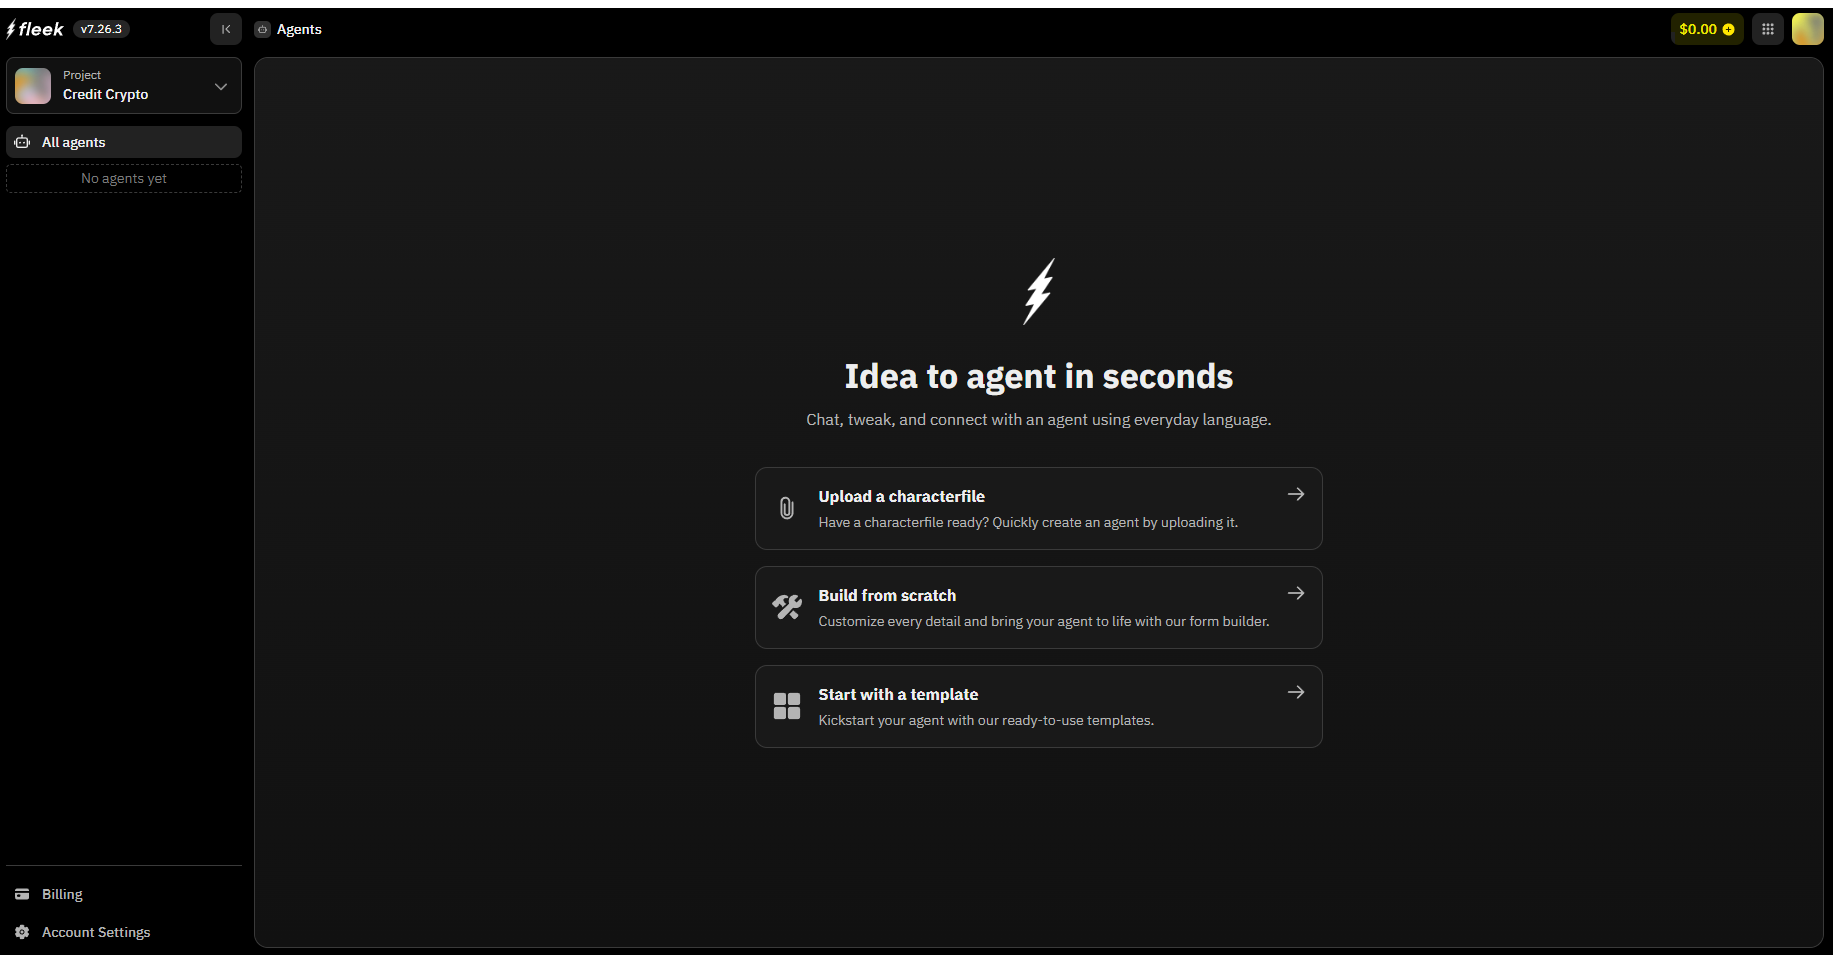 fleek v7.26.3
Agents
$0.00
Project
Credit Crypto
All agents
No agents yet
Idea to agent in seconds
Chat, tweak, and connect with an agent using everyday language.
Upload a characterfile
Have a characterfile ready? Quickly create an agent by uploading it.
Build from scratch
Customize every detail and bring your agent to life with our form builder.
Start with a template
Kickstart your agent with our ready-to-use templates.
Billing
Account Settings